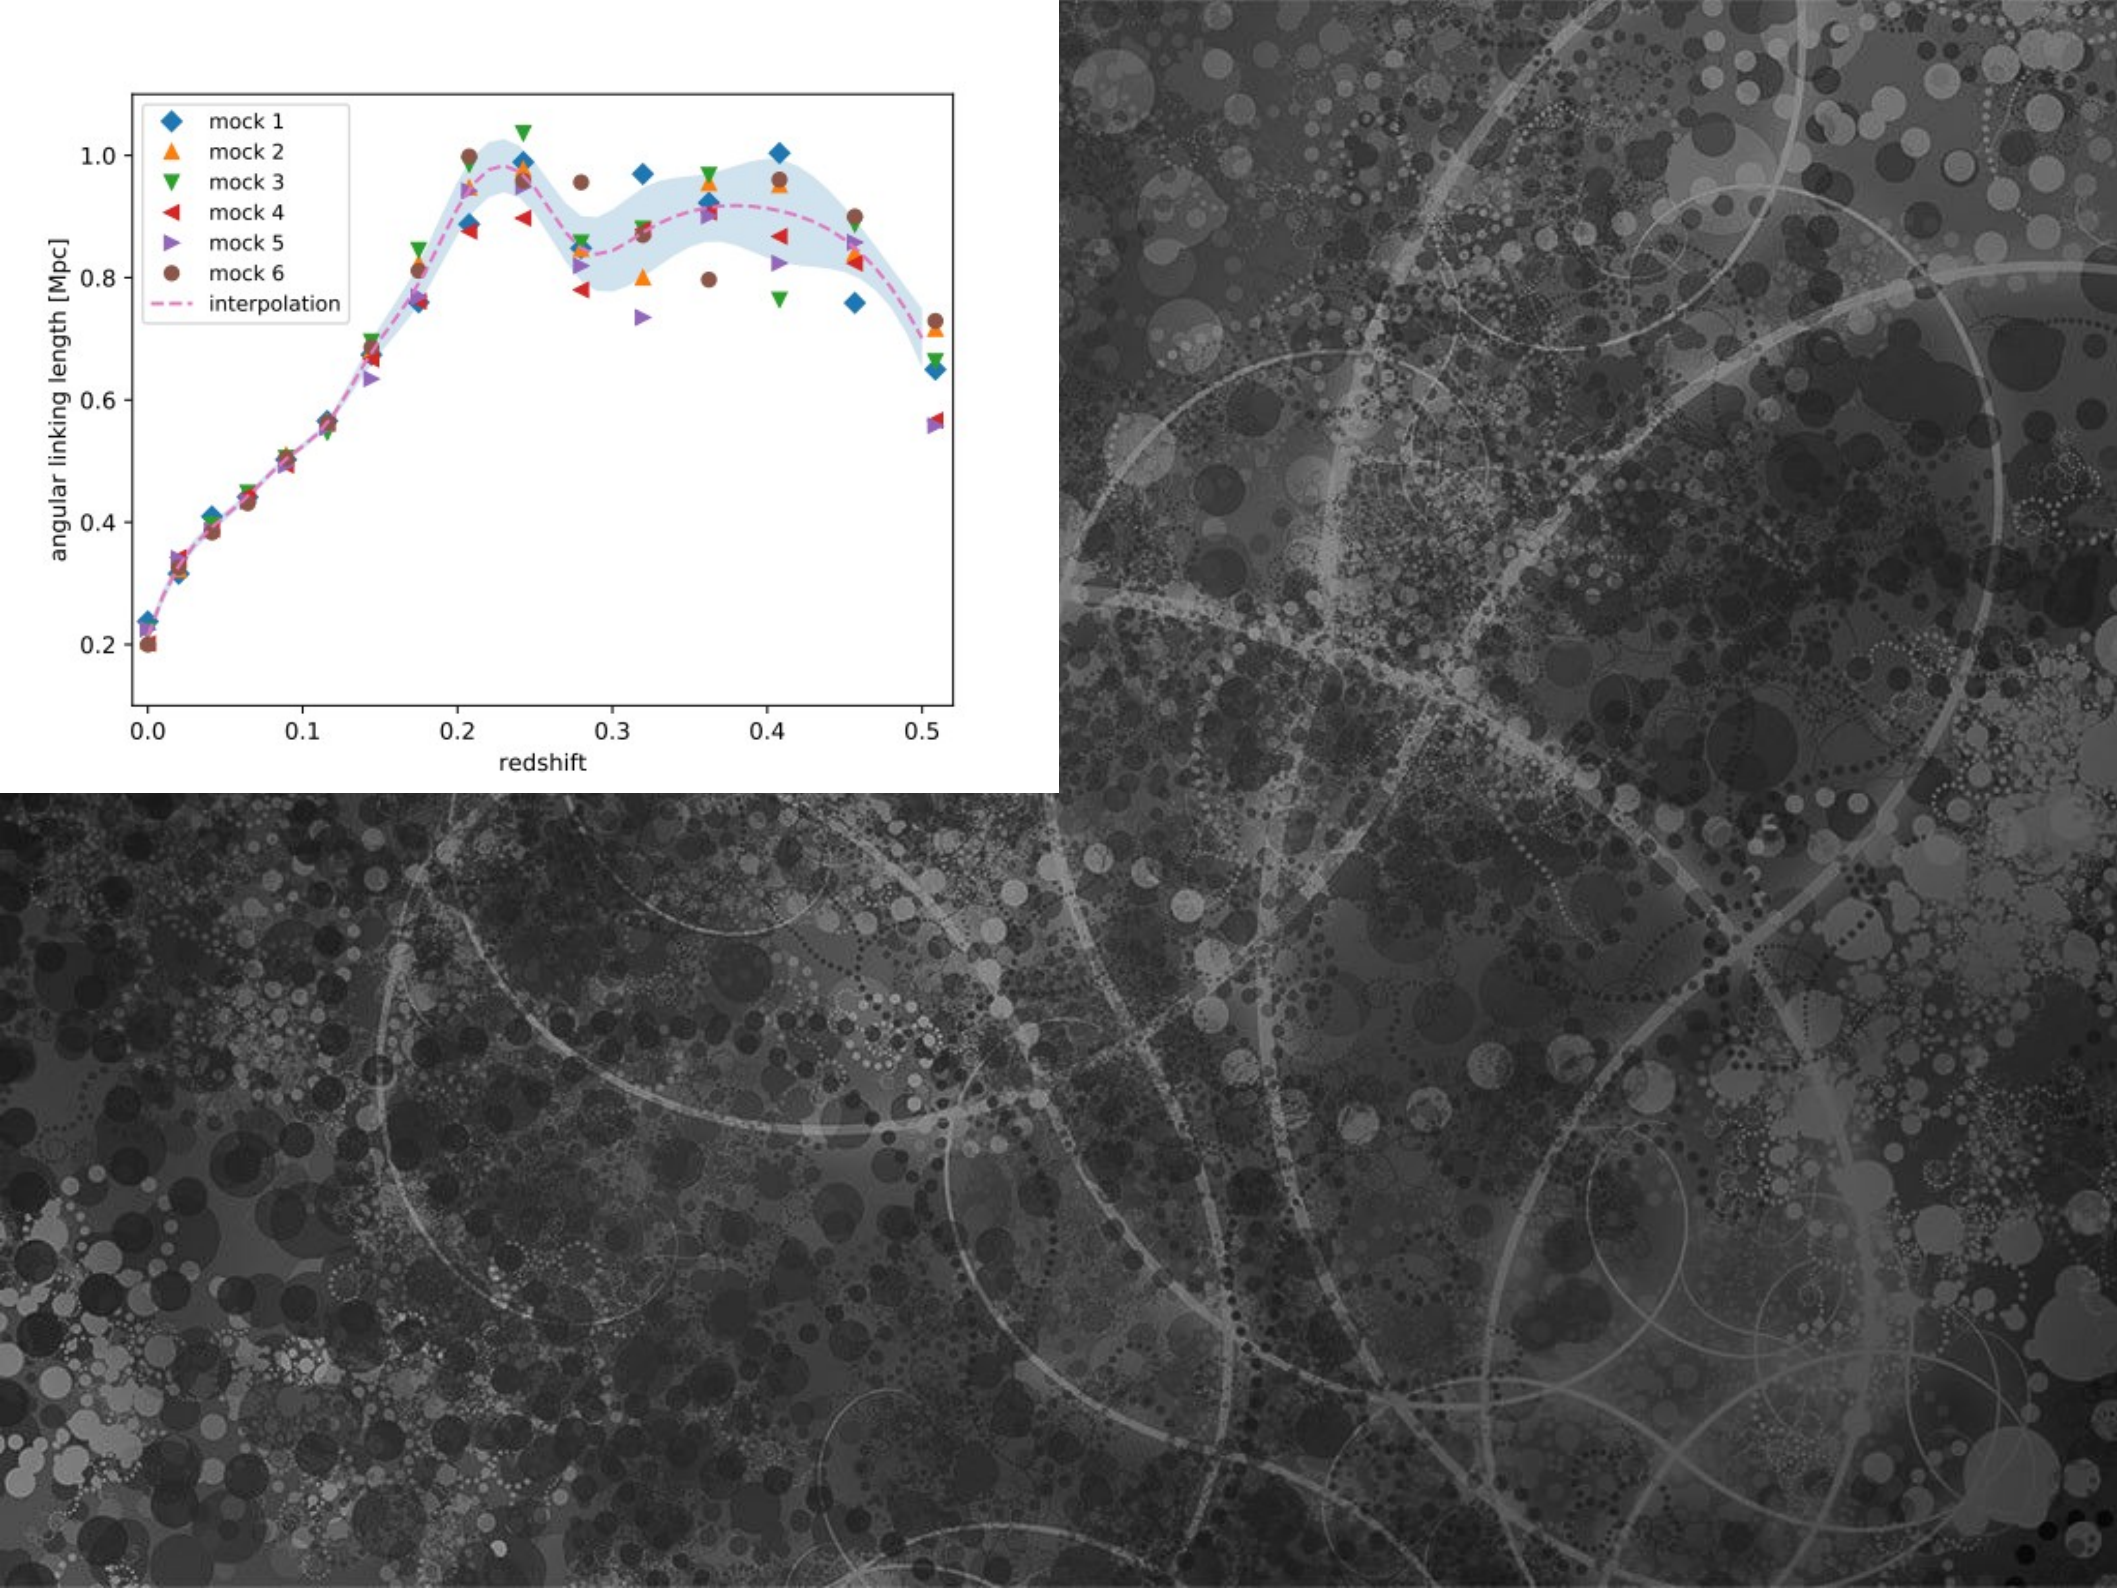 mock 1
mock 2
mock 3
mock 4
mock 5
mock 6
interpolation
angular linking length [Mpc]
1.0
0.8
0.6
0.4
0.2
0.0 0.1 0.2 0.3 0.4 0.5
redshift